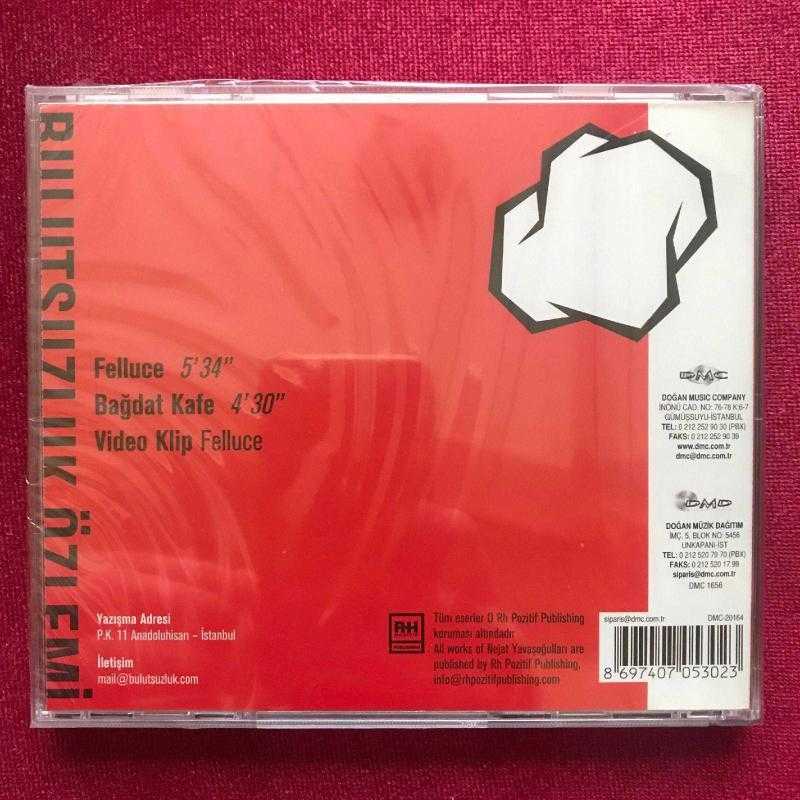 BULUTSUZLUK ÖZLEMİ
Felluce 5'34"
Bağdat Kafe 4'30"
Video Klip Felluce
DMC
DOĞAN MUSIC COMPANY
İNÖNÜ CAD. NO: 76-78 K:6-7
GÜMÜŞSUYU-İSTANBUL
TEL: 0 212 252 90 30 (PBX)
FAKS: 0 212 252 90 39
www.dmc.com.tr
dmc@dmc.com.tr
DMD
DOĞAN MÜZİK DAĞITIM
İMÇ. 5, BLOK NO: 5456
UNKAPANI-İST
TEL: 0 212 520 79 70 (PBX)
FAKS: 0 212 520 17 99
siparis@dmc.com.tr
DMC 1656
Yazışma Adresi
P.K. 11 Anadoluhisarı – İstanbul
İletişim
mail@bulutsuzluk.com
RH
PUBLISHING
Tüm eserler O Rh Pozitif Publishing
koruması altındadır
All works of Nejat Yavaşoğulları are
published by Rh Pozitif Publishing,
info@rhpozitifpublishing.com
siparis@dmc.com.tr DMC-20164
8 697407 053023